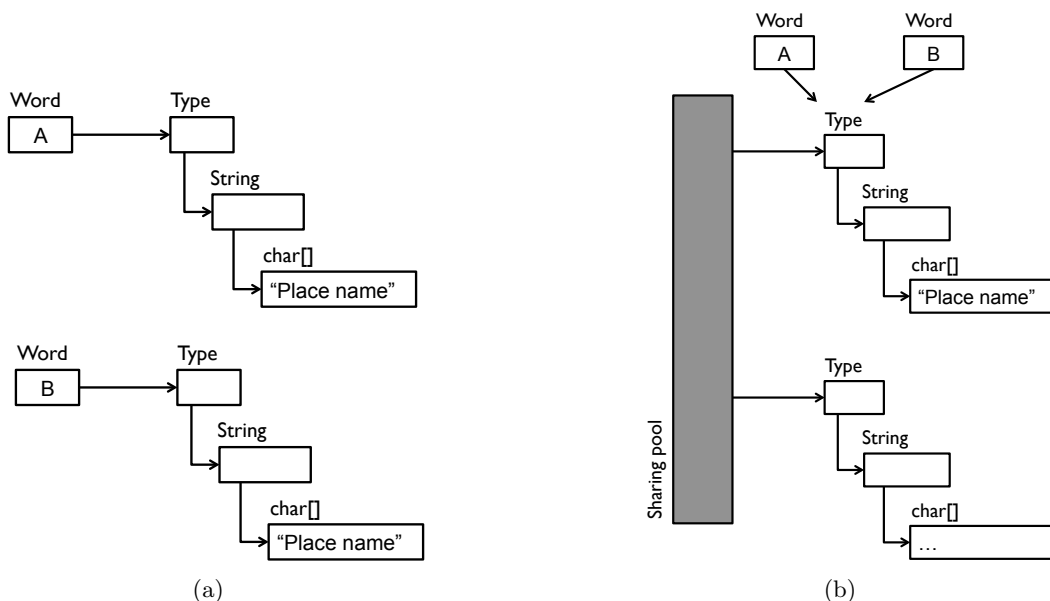 Word
A
Type
String
char[]
“Place name”
Word
B
Type
String
char[]
“Place name”
(a)
Word
A
Word
B
Type
String
char[]
“Place name”
Sharing pool
Type
String
char[]
...
(b)